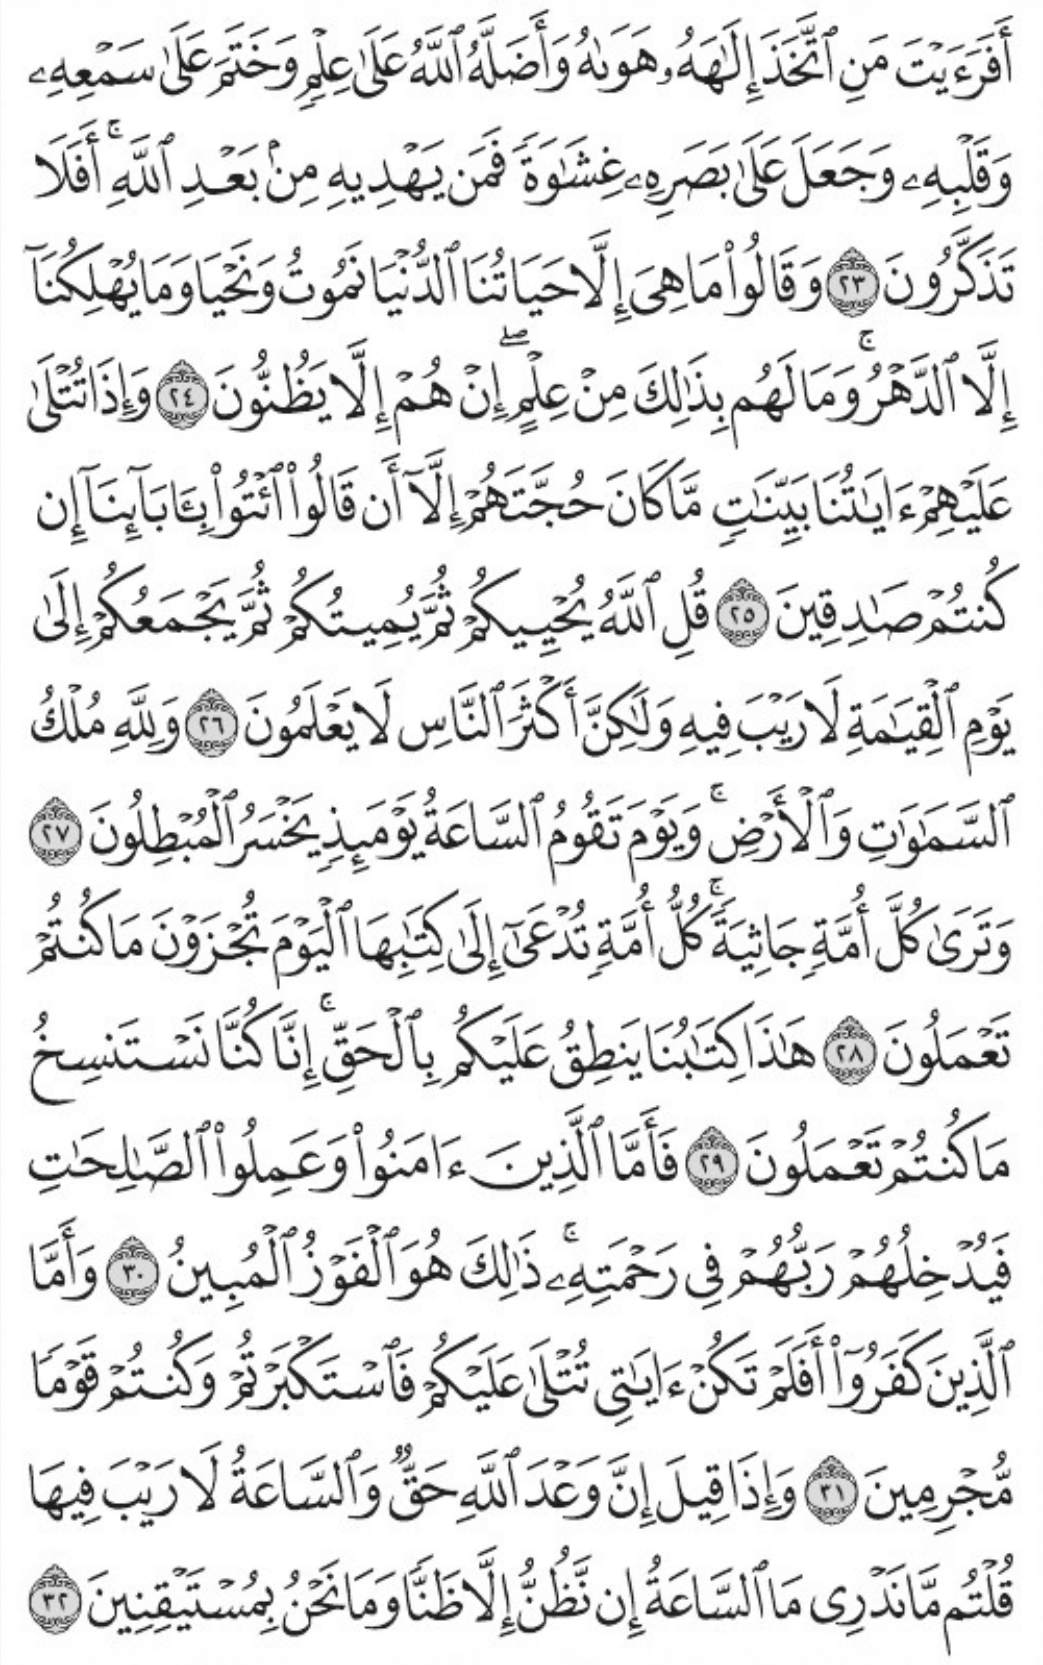 أَفَرَءَيْتَ مَنِ ٱتَّخَذَ إِلَٰهَهُۥ هَوَىٰهُ وَأَضَلَّهُ ٱللَّهُ عَلَىٰ عِلْمٍ وَخَتَمَ عَلَىٰ سَمْعِهِۦ
وَقَلْبِهِۦ وَجَعَلَ عَلَىٰ بَصَرِهِۦ غِشَٰوَةً فَمَن يَهْدِيهِ مِنۢ بَعْدِ ٱللَّهِ ۚ أَفَلَا
تَذَكَّرُونَ ٢٣ وَقَالُوا۟ مَا هِىَ إِلَّا حَيَاتُنَا ٱلدُّنْيَا نَمُوتُ وَنَحْيَا وَمَا يُهْلِكُنَآ
إِلَّا ٱلدَّهْرُ ۚ وَمَا لَهُم بِذَٰلِكَ مِنْ عِلْمٍ ۖ إِنْ هُمْ إِلَّا يَظُنُّونَ ٢٤ وَإِذَا تُتْلَىٰ
عَلَيْهِمْ ءَايَٰتُنَا بَيِّنَٰتٍ مَّا كَانَ حُجَّتَهُمْ إِلَّآ أَن قَالُوا۟ ٱئْتُوا۟ بِـَٔابَآئِنَآ إِن
كُنتُمْ صَٰدِقِينَ ٢٥ قُلِ ٱللَّهُ يُحْيِيكُمْ ثُمَّ يُمِيتُكُمْ ثُمَّ يَجْمَعُكُمْ إِلَىٰ
يَوْمِ ٱلْقِيَٰمَةِ لَا رَيْبَ فِيهِ وَلَٰكِنَّ أَكْثَرَ ٱلنَّاسِ لَا يَعْلَمُونَ ٢٦ وَلِلَّهِ مُلْكُ
ٱلسَّمَٰوَٰتِ وَٱلْأَرْضِ ۚ وَيَوْمَ تَقُومُ ٱلسَّاعَةُ يَوْمَئِذٍ يَخْسَرُ ٱلْمُبْطِلُونَ ٢٧
وَتَرَىٰ كُلَّ أُمَّةٍ جَاثِيَةً ۚ كُلُّ أُمَّةٍ تُدْعَىٰٓ إِلَىٰ كِتَٰبِهَا ٱلْيَوْمَ تُجْزَوْنَ مَا كُنتُمْ
تَعْمَلُونَ ٢٨ هَٰذَا كِتَٰبُنَا يَنطِقُ عَلَيْكُم بِٱلْحَقِّ ۚ إِنَّا كُنَّا نَسْتَنسِخُ
مَا كُنتُمْ تَعْمَلُونَ ٢٩ فَأَمَّا ٱلَّذِينَ ءَامَنُوا۟ وَعَمِلُوا۟ ٱلصَّٰلِحَٰتِ
فَيُدْخِلُهُمْ رَبُّهُمْ فِى رَحْمَتِهِۦ ۚ ذَٰلِكَ هُوَ ٱلْفَوْزُ ٱلْمُبِينُ ٣٠ وَأَمَّا
ٱلَّذِينَ كَفَرُوٓا۟ أَفَلَمْ تَكُنْ ءَايَٰتِى تُتْلَىٰ عَلَيْكُمْ فَٱسْتَكْبَرْتُمْ وَكُنتُمْ قَوْمًا
مُّجْرِمِينَ ٣١ وَإِذَا قِيلَ إِنَّ وَعْدَ ٱللَّهِ حَقٌّ وَٱلسَّاعَةُ لَا رَيْبَ فِيهَا
قُلْتُم مَّا نَدْرِى مَا ٱلسَّاعَةُ إِن نَّظُنُّ إِلَّا ظَنًّا وَمَا نَحْنُ بِمُسْتَيْقِنِينَ ٣٢